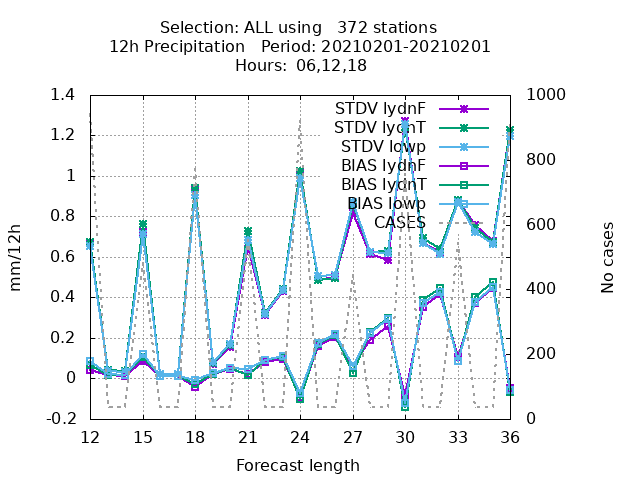 Selection: ALL using   372 stations
12h Precipitation   Period: 20210201-20210201
Hours:  06,12,18
STDV lydnF
STDV lydnT
STDV lowp
BIAS lydnF
BIAS lydnT
BIAS lowp
CASES
1.4
1.2
1
0.8
0.6
0.4
0.2
0
-0.2
mm/12h
1000
800
600
400
200
0
No cases
12 15 18 21 24 27 30 33 36
Forecast length